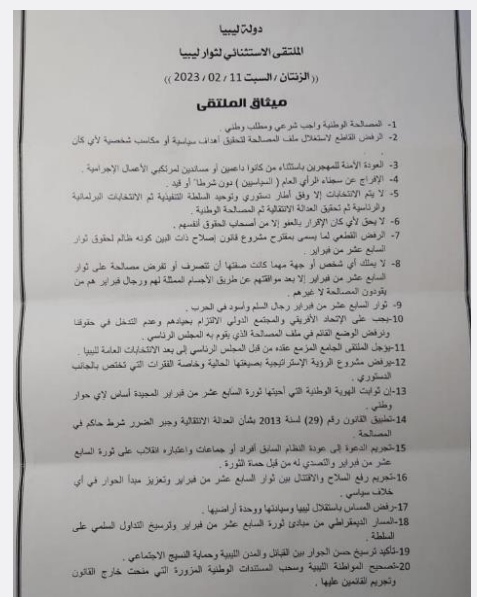 دولة ليبيا
الملتقى الاستثنائي لثوار ليبيا
(( الزنتان / السبت 11 / 02 / 2023 ))
ميثاق الملتقى
1- المصالحة الوطنية واجب شرعي ومطلب وطني .
2- الرفض القاطع لاستغلال ملف المصالحة لتحقيق أهداف سياسية أو مكاسب شخصية لأي كان
.
3- العودة الآمنة للمهجرين باستثناء من كانوا داعمين أو مساندين لمرتكبي الأعمال الإجرامية .
4- الإفراج عن سجناء الرأي العام ( السياسيين ) دون شرطا أو قيد .
5- لا يتم الانتخابات إلا وفق أطار دستوري وتوحيد السلطة التنفيذية ثم الانتخابات البرلمانية
والرئاسية ثم تحقيق العدالة الانتقالية ثم المصالحة الوطنية .
6- لا يحق لأي كان الإقرار بالعفو إلا من أصحاب الحقوق أنفسهم .
7- الرفض القطعي لما يسمى بمقترح مشروع قانون إصلاح ذات البين كونه ظالم لحقوق ثوار
السابع عشر من فبراير .
8- لا يملك أي شخص أو جهة مهما كانت صفتها أن تتصرف أو تفرض مصالحة على ثوار
السابع عشر من فبراير إلا بعد موافقتهم عن طريق الأجسام الممثلة لهم ورجال فبراير هم من
يقودون المصالحة لا غيرهم .
9- ثوار السابع عشر من فبراير رجال السلم وأسود في الحرب .
10- يجب على الإتحاد الأفريقي والمجتمع الدولي الالتزام بحيادهم وعدم التدخل في حقوقنا
ونرفض الوضع القائم في ملف المصالحة الذي يقوم به المجلس الرئاسي .
11- يؤجل الملتقى الجامع المزمع عقده من قبل المجلس الرئاسي إلى بعد الانتخابات العامة لليبيا .
12- يرفض مشروع الرؤية الإستراتيجية بصيغتها الحالية وخاصة الفقرات التي تختص بالجانب
الدستوري .
13- إن ثوابت الهوية الوطنية التي أحيتها ثورة السابع عشر من فبراير المجيدة أساس لأي حوار
وطني .
14- تطبيق القانون رقم (29) لسنة 2013 بشأن العدالة الانتقالية وجبر الضرر شرط حاكم في
المصالحة .
15- تجريم الدعوة إلى عودة النظام السابق أفراد أو جماعات واعتباره انقلاب على ثورة السابع
عشر من فبراير والتصدي له من قبل حماة الثورة .
16- تجريم رفع السلاح والاقتتال بين ثوار السابع عشر من فبراير وتعزيز مبدأ الحوار في أي
خلاف سياسي .
17- رفض المساس باستقلال ليبيا وسيادتها ووحدة أراضيها .
18- المسار الديمقراطي من مبادئ ثورة السابع عشر من فبراير وترسيخ التداول السلمي على
السلطة .
19- تأكيد ترسيخ حسن الجوار بين القبائل والمدن الليبية وحماية النسيج الاجتماعي .
20- تصحيح المواطنة الليبية وسحب المستندات الوطنية المزورة التي منحت خارج القانون
وتجريم القائمين عليها .